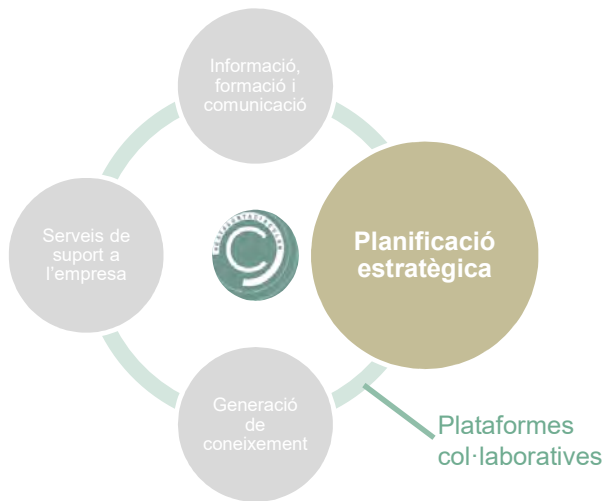 Informació,
formació i
comunicació
Planificació
estratègica
Serveis de
suport a
l'empresa
Generació
de
coneixement
Plataformes
col·laboratives